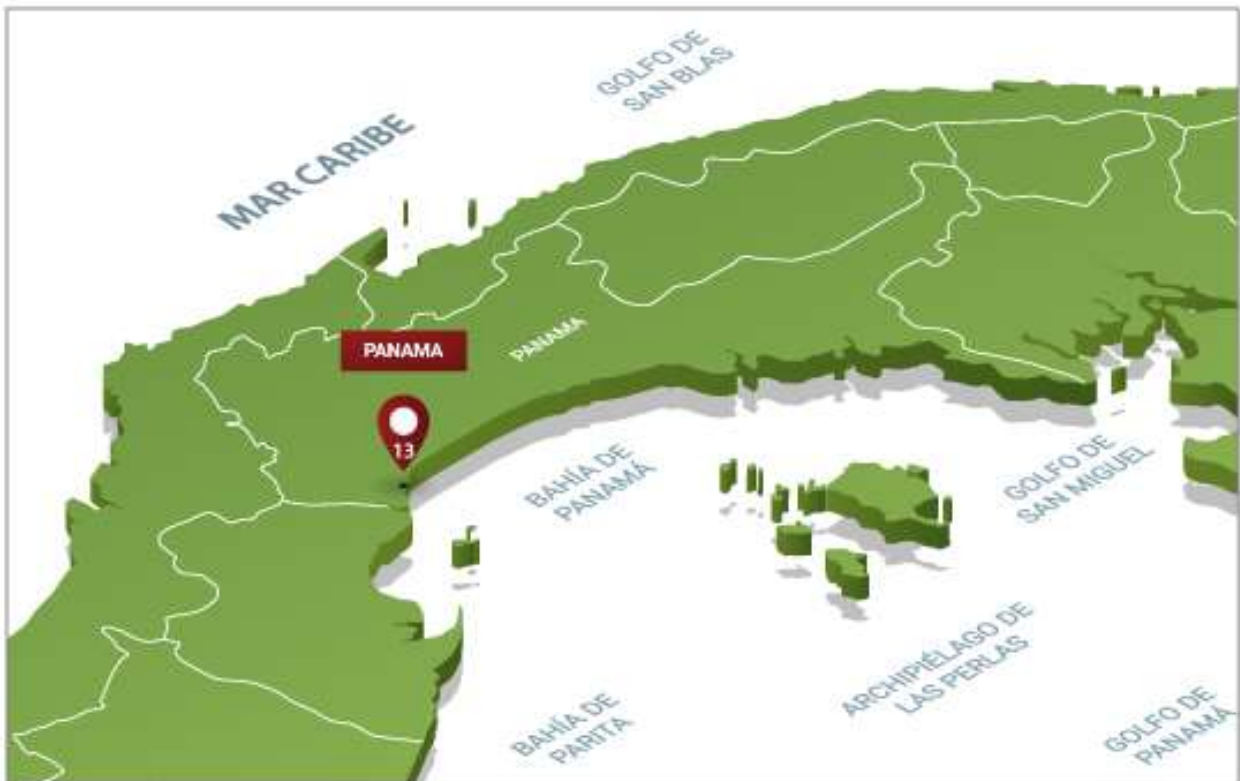 GOLFO DE
SAN BLAS
MAR CARIBE
PANAMA
PANAMA
13
BAHÍA DE
PANAMÁ
GOLFO DE
SAN MIGUEL
ARCHIPIÉLAGO DE
LAS PERLAS
BAHÍA DE
PARITA
GOLFO DE
PANAMÁ